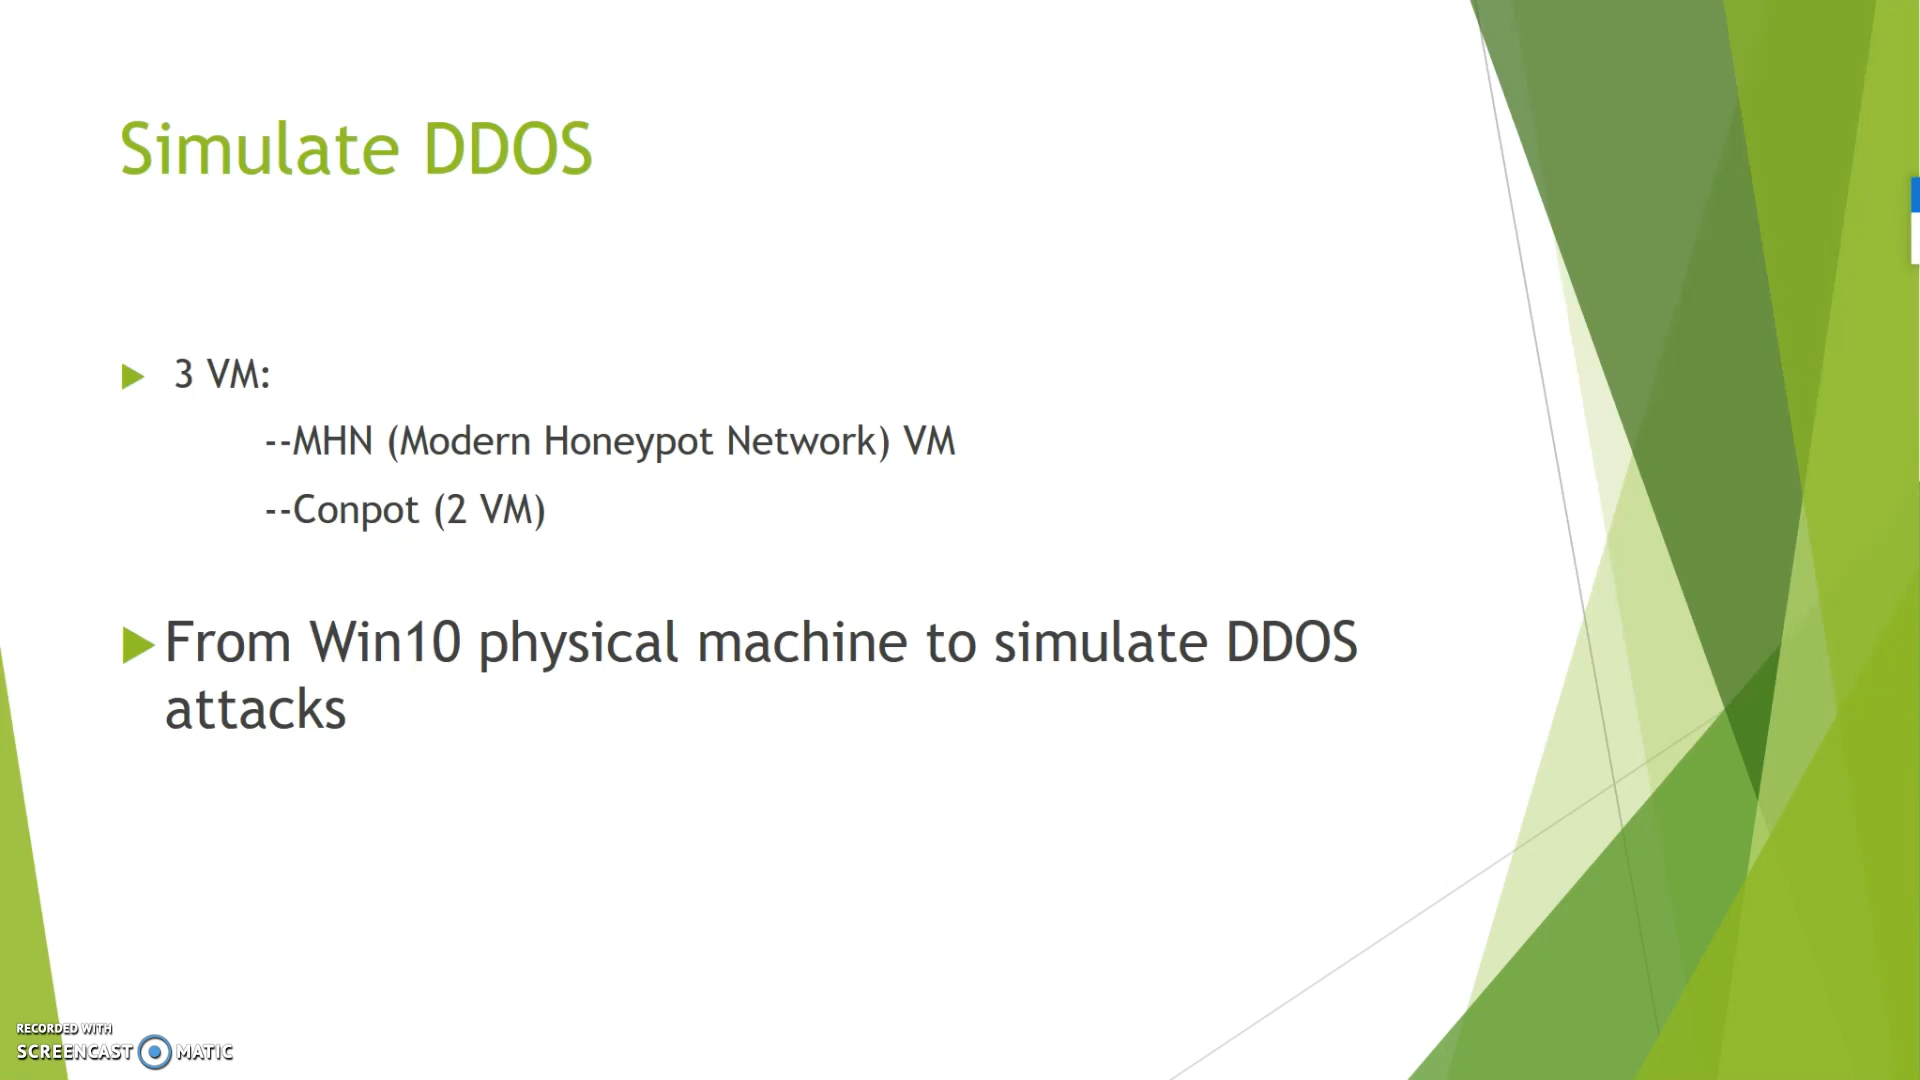 Simulate DDOS
3 VM:
--MHN (Modern Honeypot Network) VM
--Conpot (2 VM)
From Win10 physical machine to simulate DDOS
attacks
RECORDED WITH
SCREENCAST MATIC